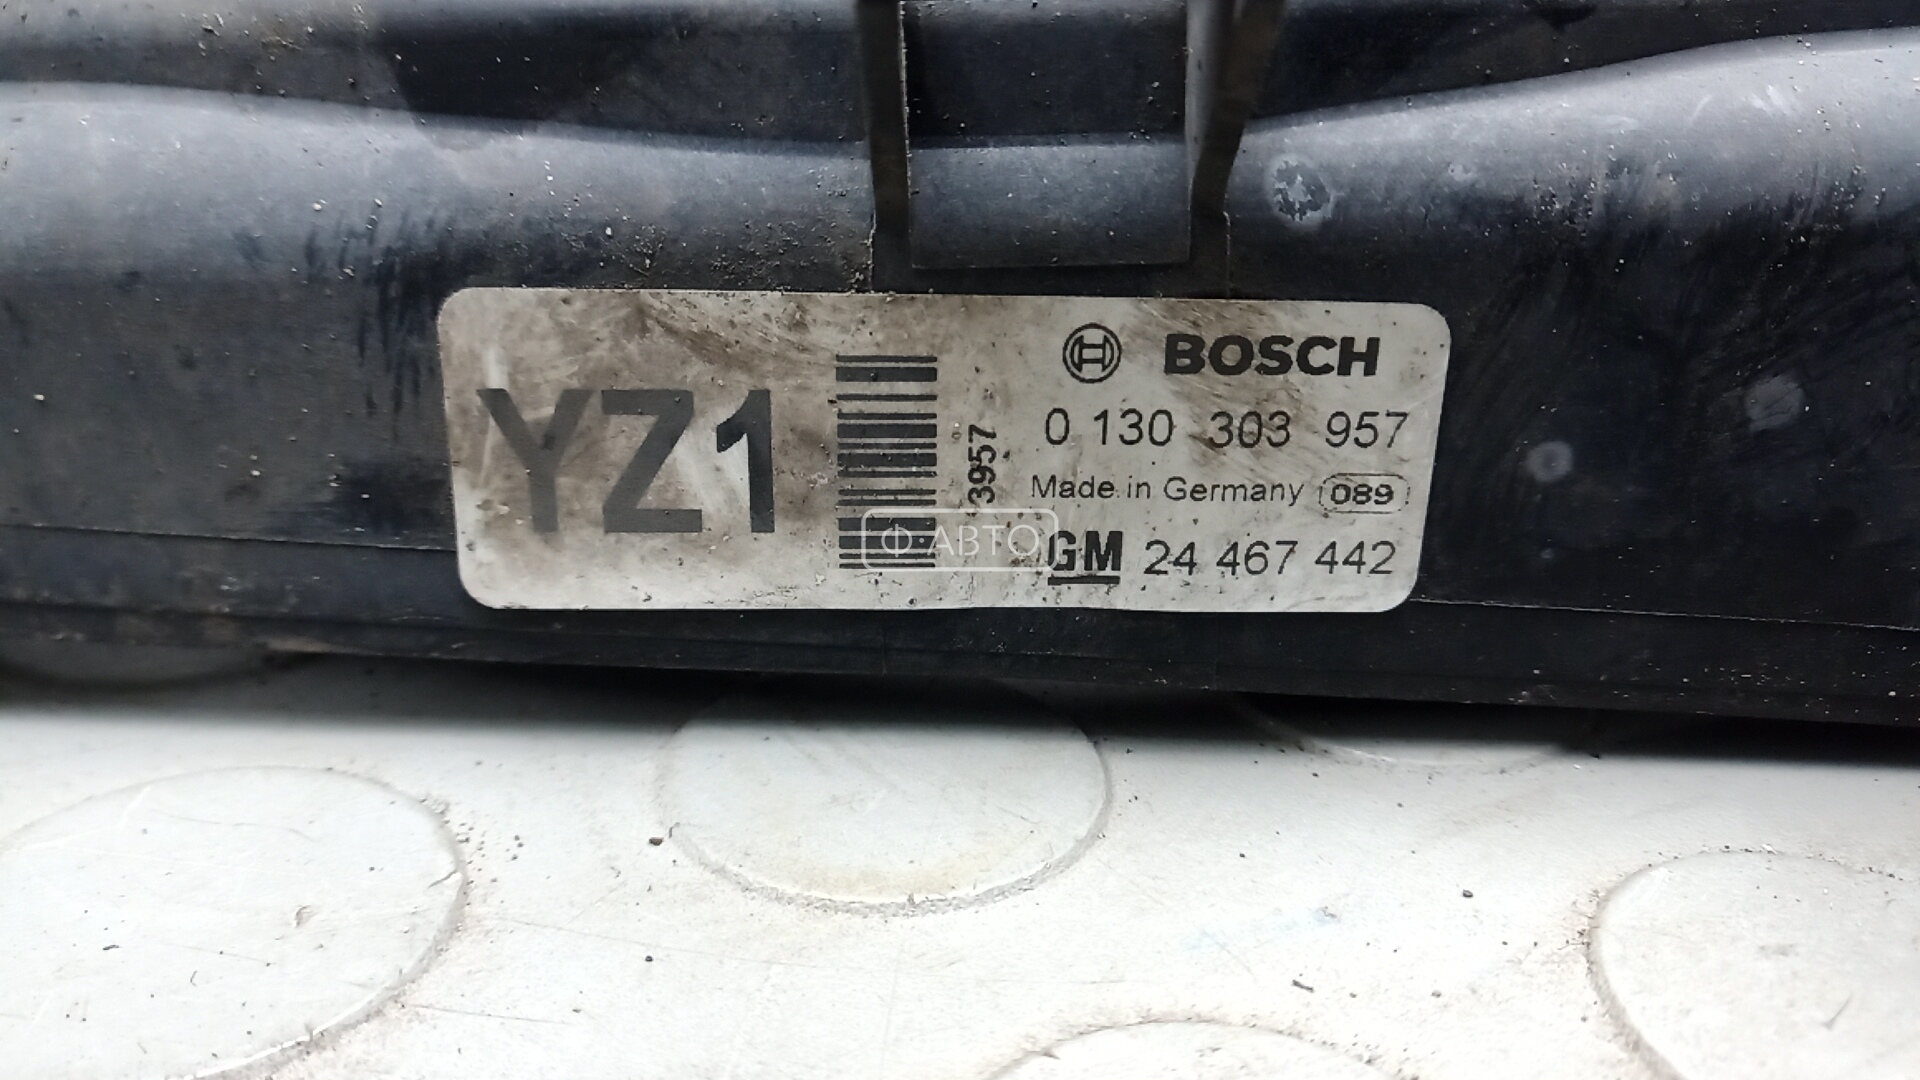 YZ1
3957
BOSCH
0 130 303 957
Made in Germany 089
GM 24 467 442
Ф АВТО